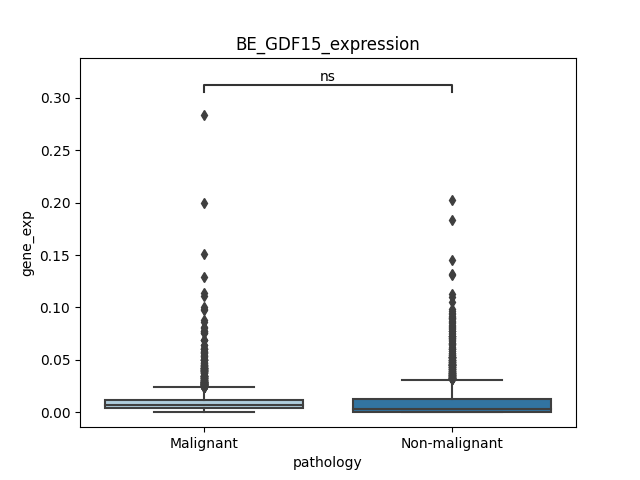 BE_GDF15_expression
ns
0.30
0.25
0.20
0.15
0.10
0.05
0.00
gene_exp
Malignant
Non-malignant
pathology